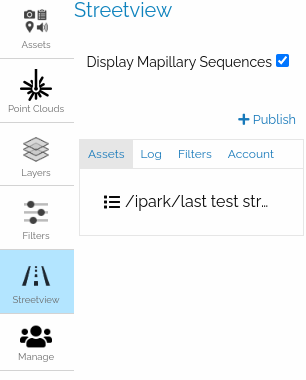 Streetview
Assets
Display Mapillary Sequences
Point Clouds
+ Publish
Layers
Assets Log Filters Account
/ipark/last test str...
Filters
Streetview
Manage